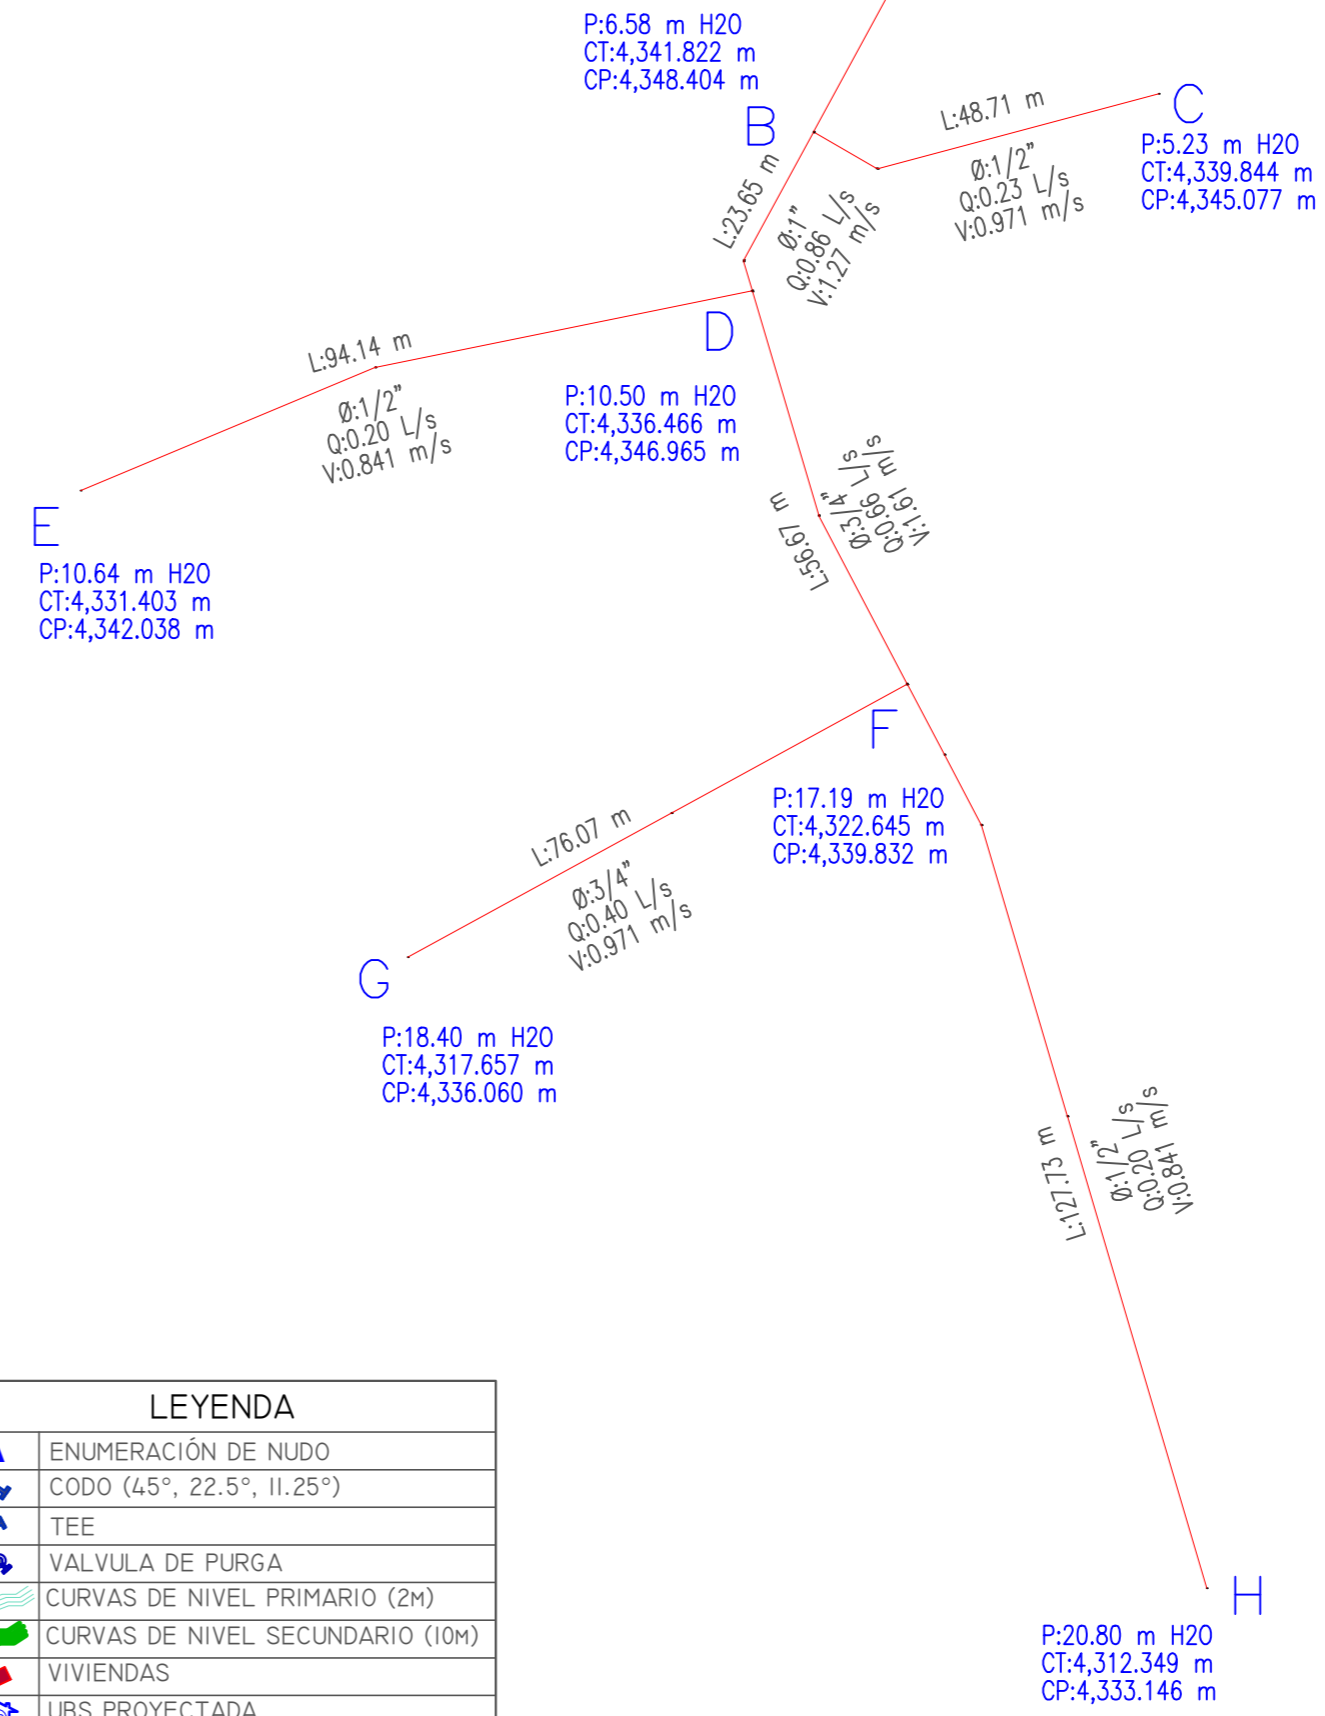 P:6.58 m H2O
CT:4,341.822 m
CP:4,348.404 m
B
L:48.71 m
C
P:5.23 m H2O
CT:4,339.844 m
CP:4,345.077 m
Ø:1/2"
Q:0.23 L/s
V:0.971 m/s
L:23.65 m
Ø:1"
Q:0.86 L/s
V:1.27 m/s
D
L:94.14 m
Ø:1/2"
Q:0.20 L/s
V:0.841 m/s
P:10.50 m H2O
CT:4,336.466 m
CP:4,346.965 m
E
P:10.64 m H2O
CT:4,331.403 m
CP:4,342.038 m
L:56.67 m
Ø:3/4"
Q:0.66 L/s
V:1.61 m/s
F
P:17.19 m H2O
CT:4,322.645 m
CP:4,339.832 m
L:76.07 m
Ø:3/4"
Q:0.40 L/s
V:0.971 m/s
G
P:18.40 m H2O
CT:4,317.657 m
CP:4,336.060 m
L:127.73 m
Ø:1/2"
Q:0.20 L/s
V:0.841 m/s
H
P:20.80 m H2O
CT:4,312.349 m
CP:4,333.146 m
LEYENDA
ENUMERACIÓN DE NUDO
CODO (45°, 22.5°, 11.25°)
TEE
VALVULA DE PURGA
CURVAS DE NIVEL PRIMARIO (2M)
CURVAS DE NIVEL SECUNDARIO (10M)
VIVIENDAS
UBS PROYECTADA